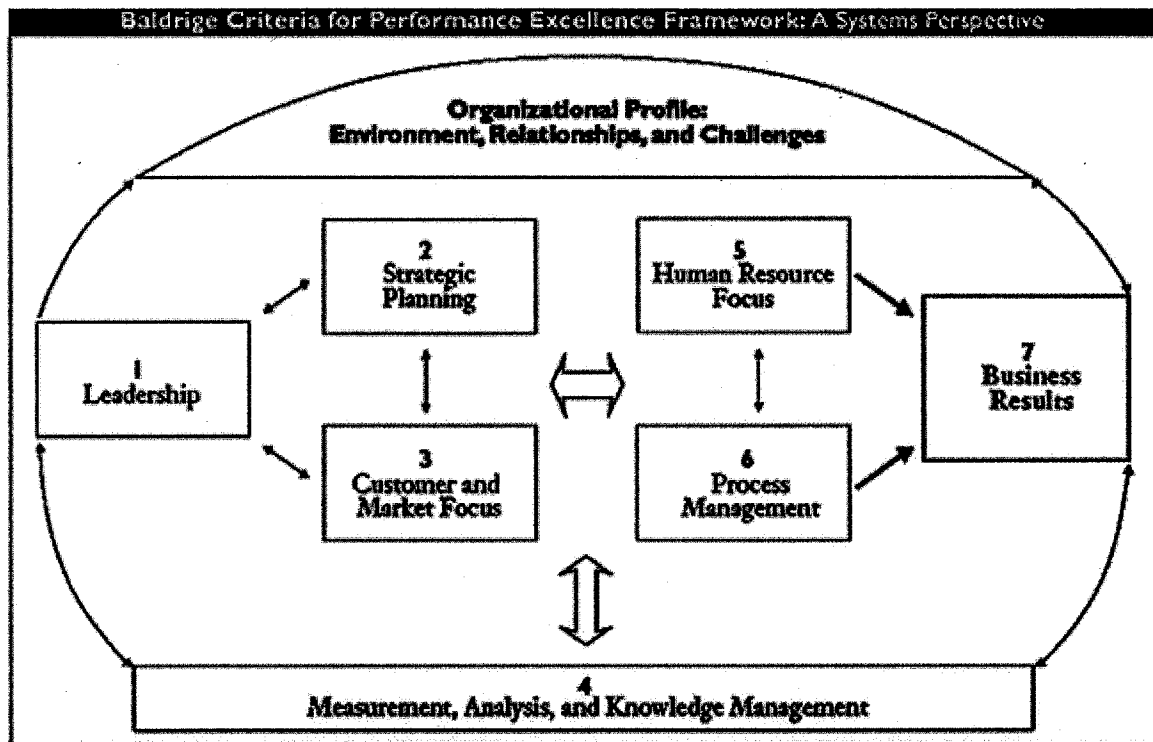 Baldrige Criteria for Performance Excellence Framework: A Systems Perspective
Organizational Profile:
Environment, Relationships, and Challenges
2
Strategic
Planning
5
Human Resource
Focus
1
Leadership
7
Business
Results
3
Customer and
Market Focus
6
Process
Management
4
Measurement, Analysis, and Knowledge Management